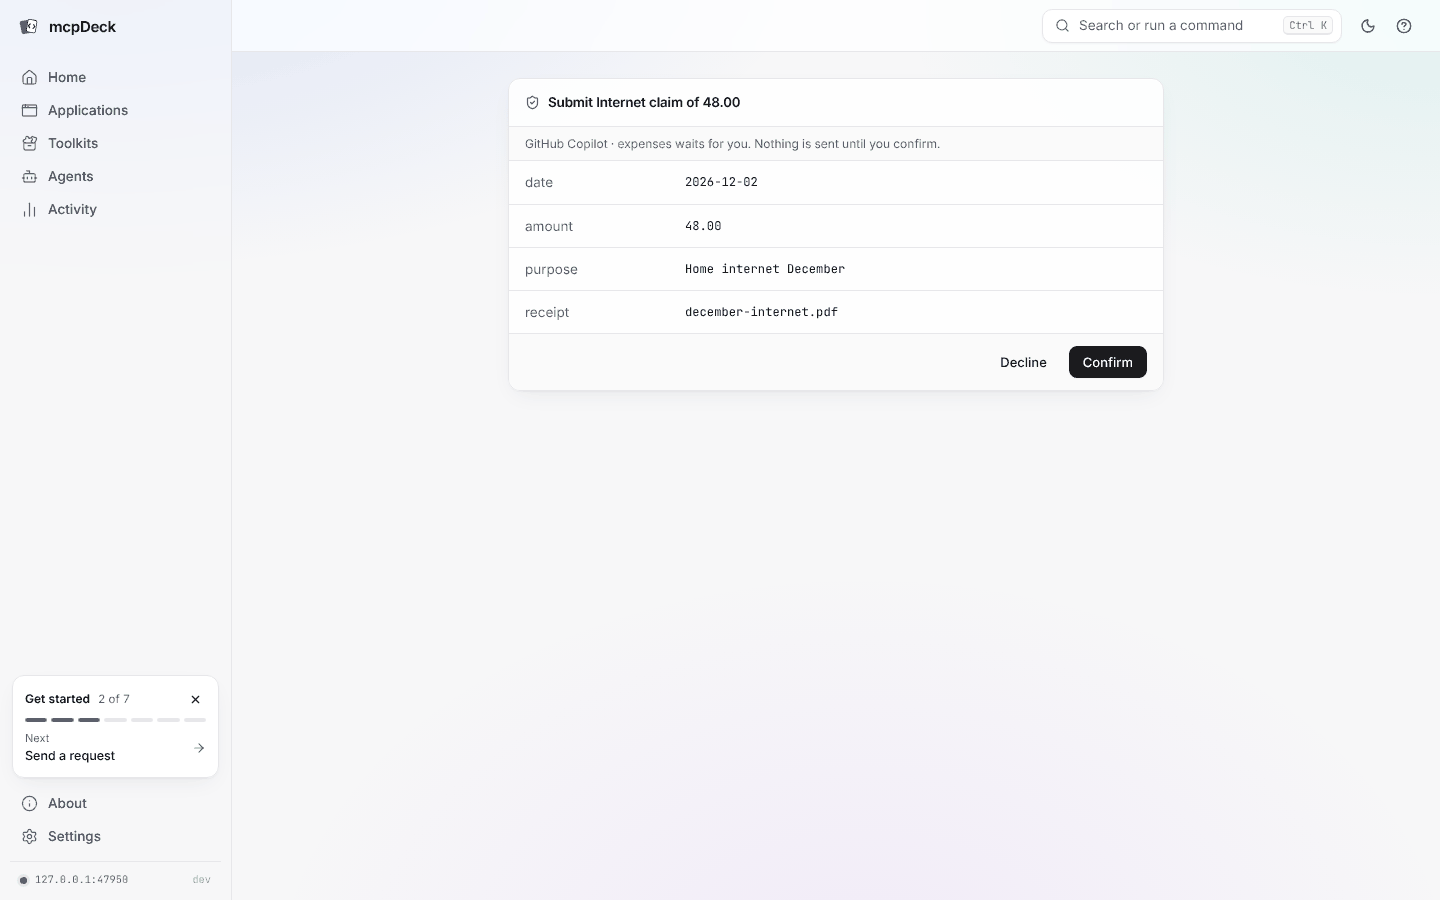 mcpDeck
Search or run a command
Ctrl K
Home
Applications
Toolkits
Agents
Activity
Submit Internet claim of 48.00
GitHub Copilot · expenses waits for you. Nothing is sent until you confirm.
date 2026-12-02
amount 48.00
purpose Home internet December
receipt december-internet.pdf
Decline Confirm
Get started 2 of 7
Next
Send a request
About
Settings
127.0.0.1:47950 dev